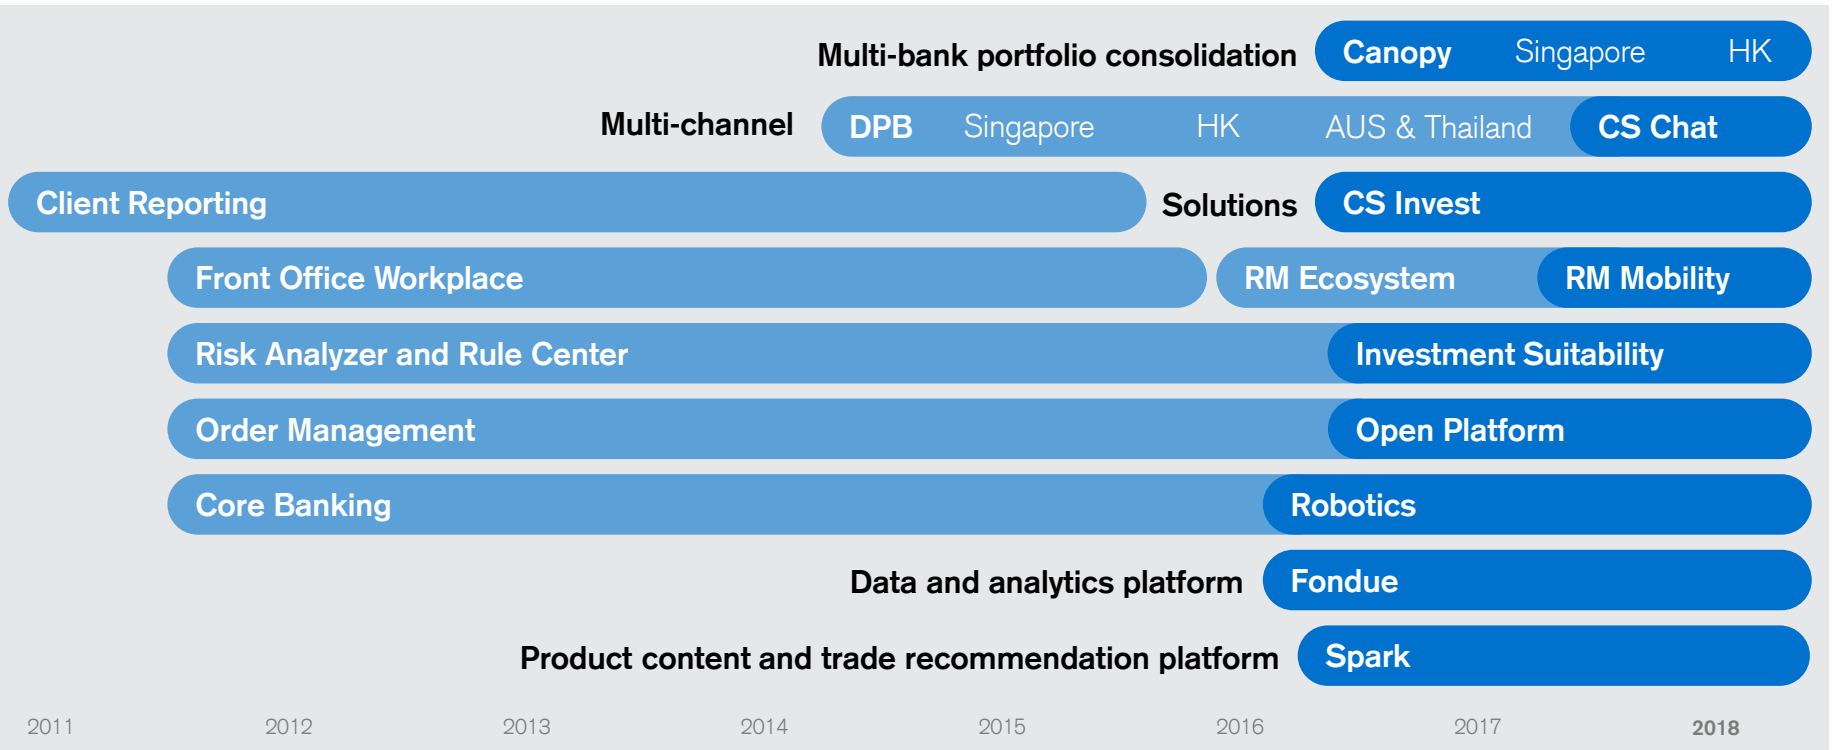 Multi-bank portfolio consolidation Canopy Singapore HK
Multi-channel DPB Singapore HK AUS & Thailand CS Chat
Client Reporting Solutions CS Invest
Front Office Workplace RM Ecosystem RM Mobility
Risk Analyzer and Rule Center Investment Suitability
Order Management Open Platform
Core Banking Robotics
Data and analytics platform Fondue
Product content and trade recommendation platform Spark
2011 2012 2013 2014 2015 2016 2017 2018